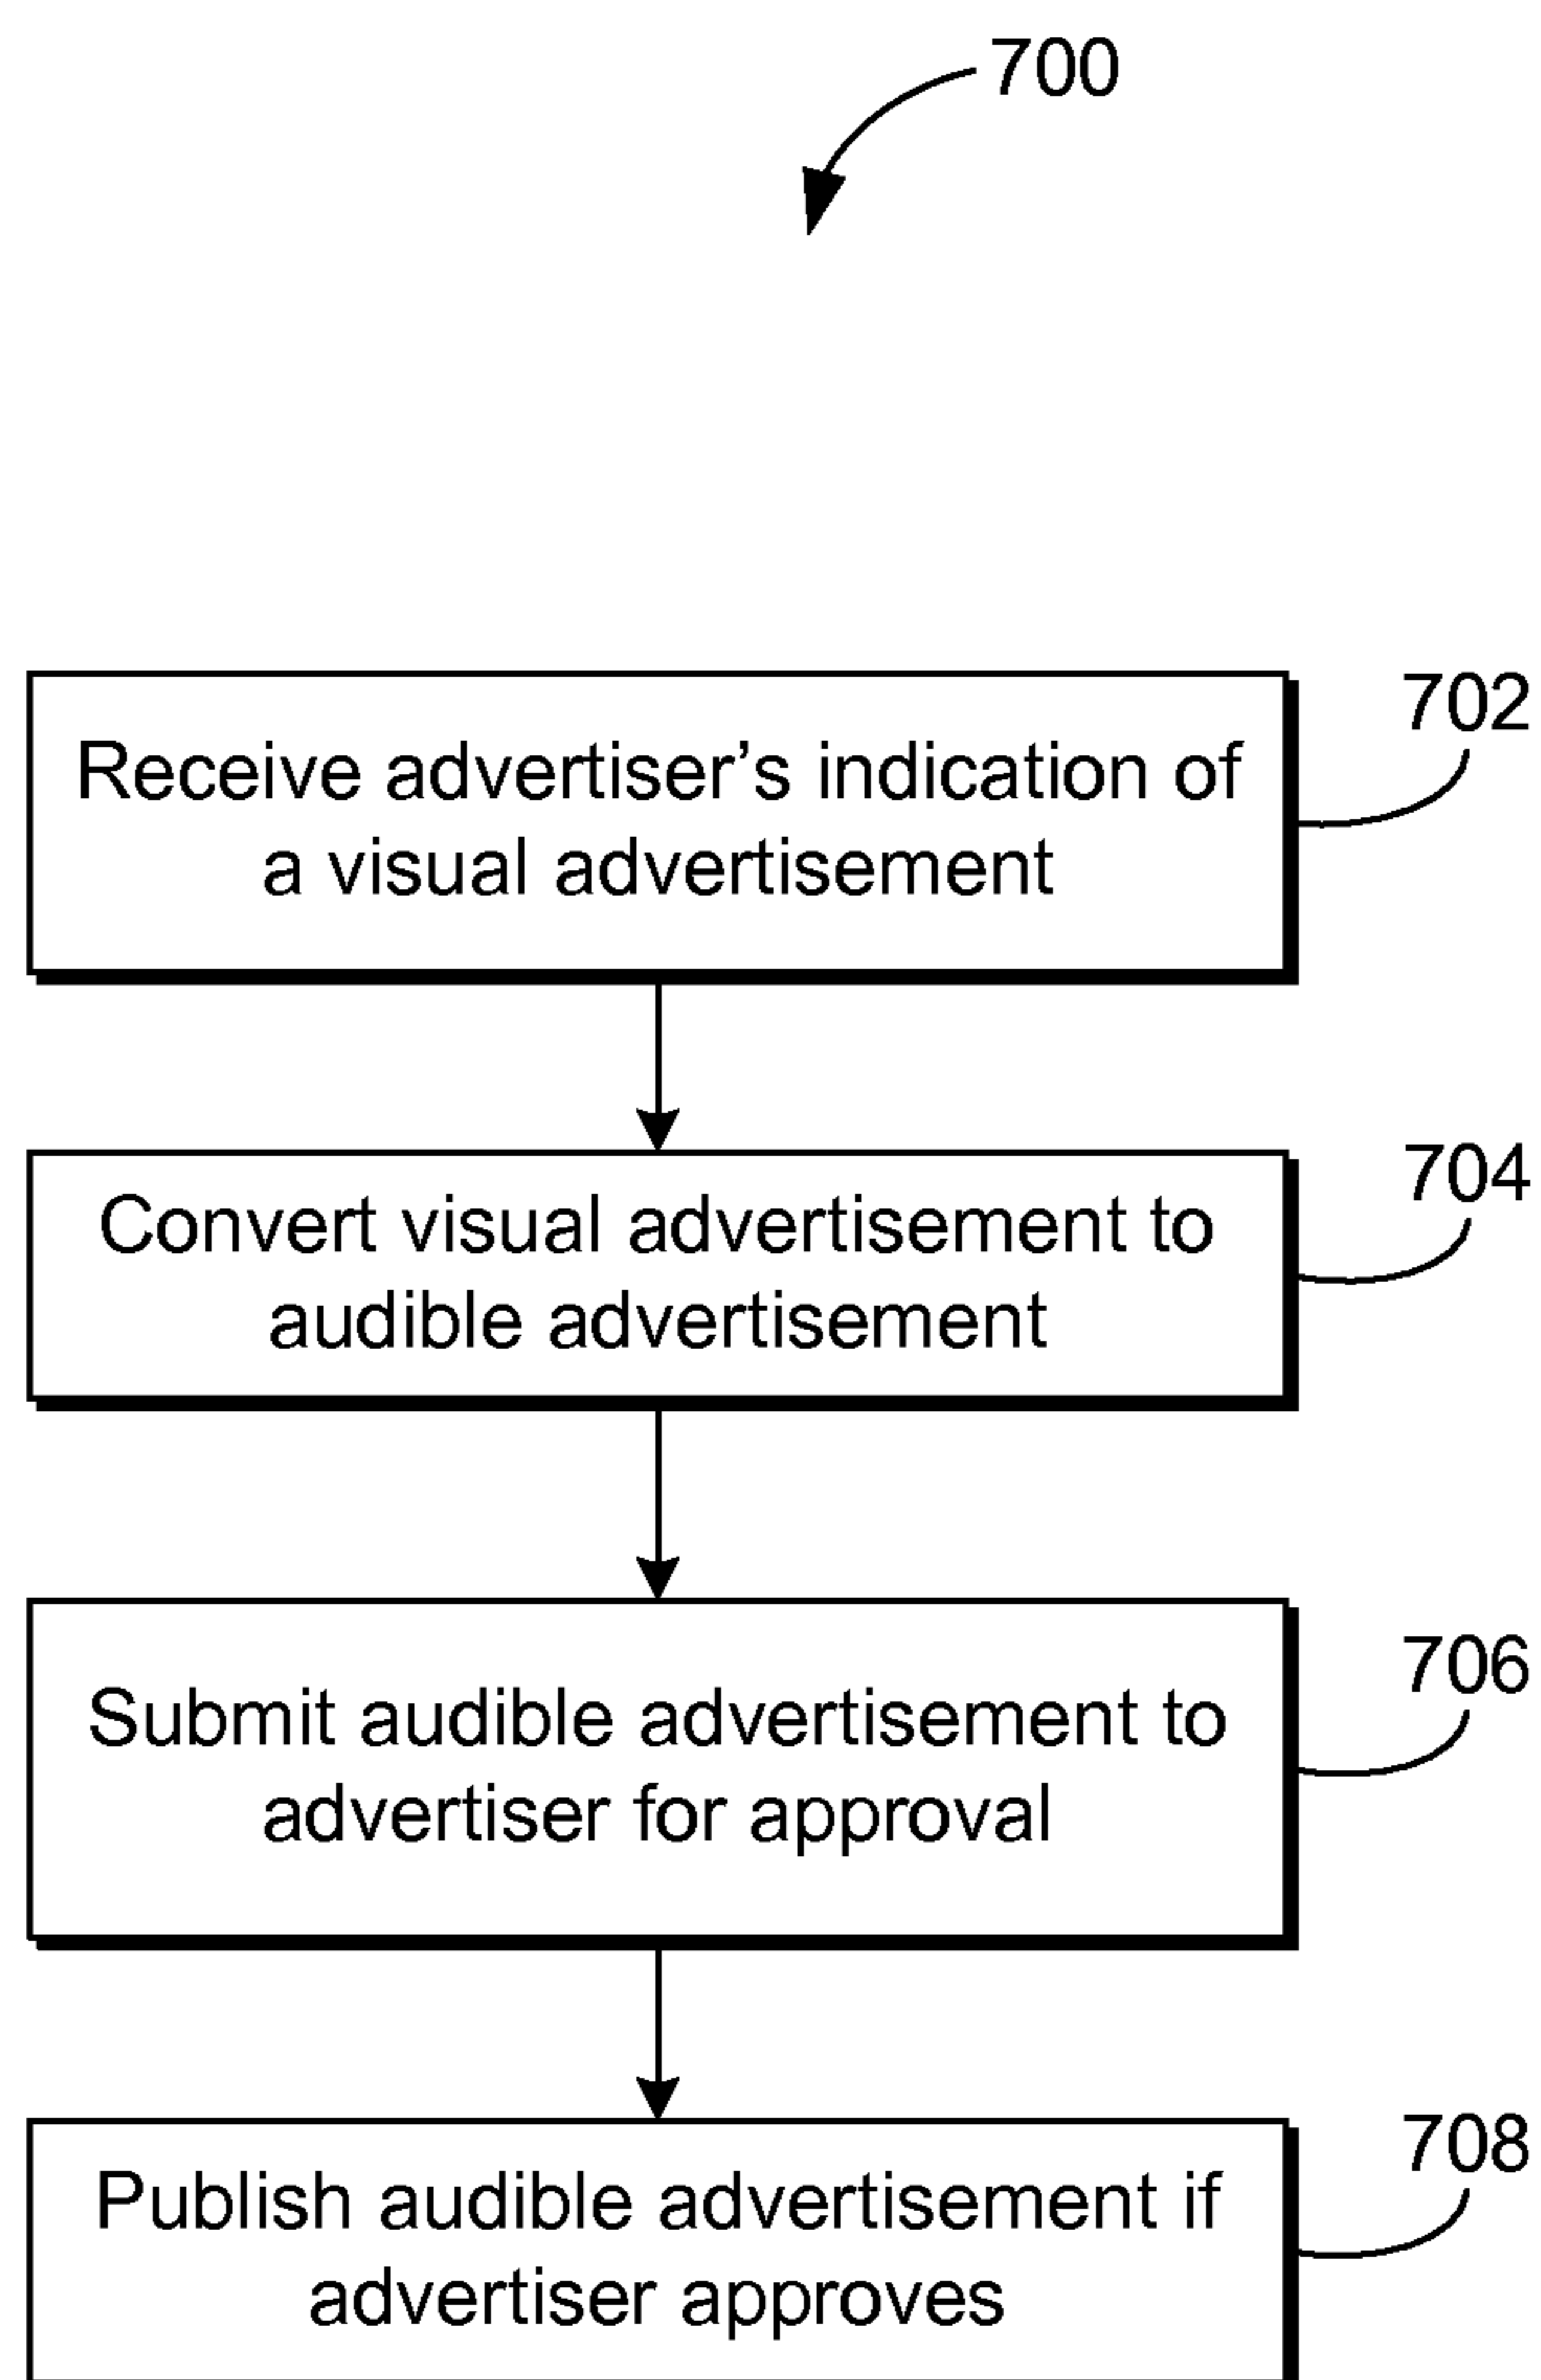 700
702
Receive advertiser’s indication of
a visual advertisement
704
Convert visual advertisement to
audible advertisement
706
Submit audible advertisement to
advertiser for approval
708
Publish audible advertisement if
advertiser approves